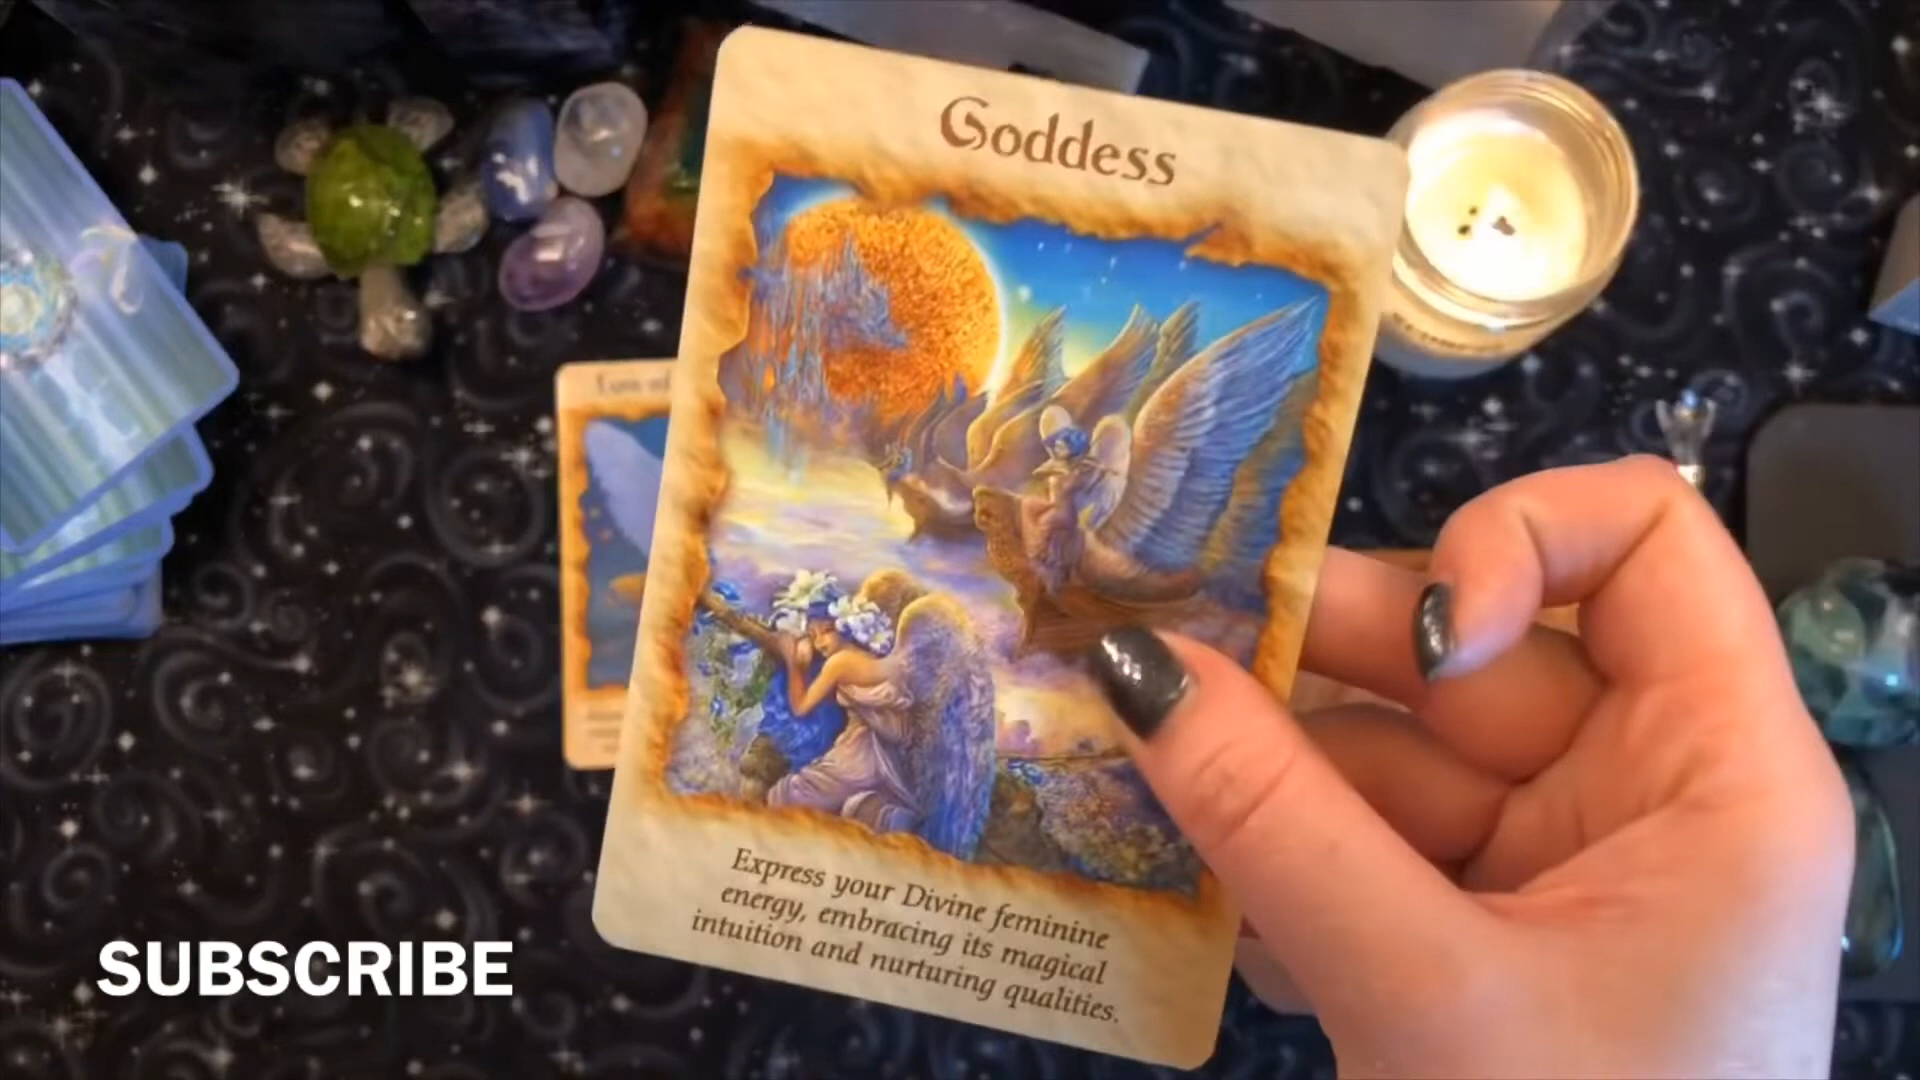 Goddess
Express your Divine feminine
energy, embracing its magical
intuition and nurturing qualities.
SUBSCRIBE